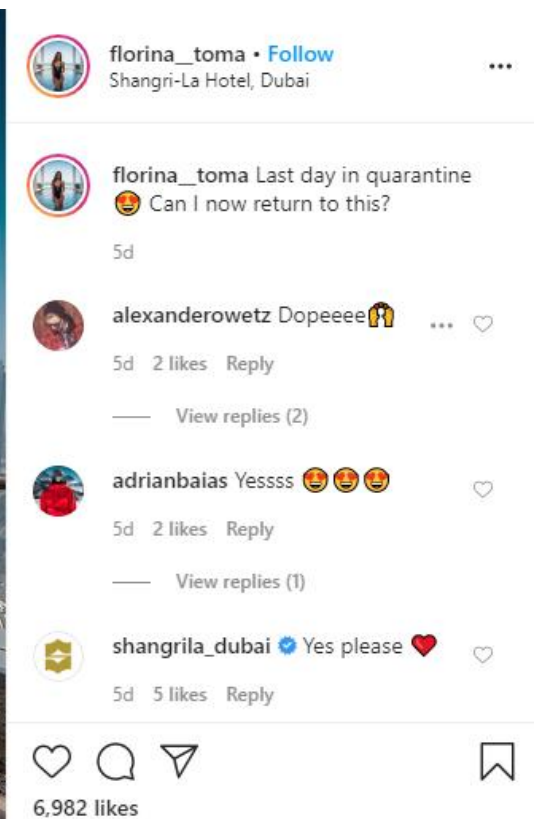 florina__toma • Follow
Shangri-La Hotel, Dubai
florina__toma Last day in quarantine
😍 Can I now return to this?
5d
alexanderowetz Dopeeee🙌
5d 2 likes Reply
View replies (2)
adrianbaias Yessss 😍😍😍
5d 2 likes Reply
View replies (1)
shangrila_dubai Yes please ❤️
5d 5 likes Reply
6,982 likes